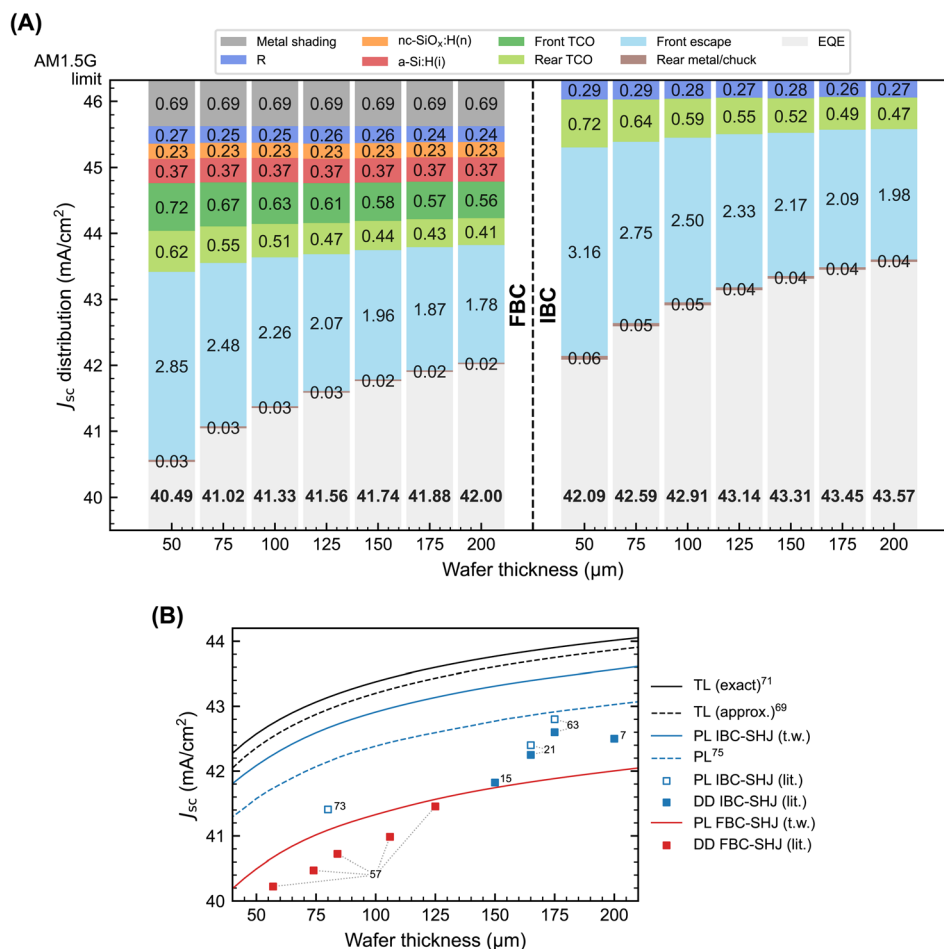 (A)
Metal shading
nc-SiOₓ:H(n)
Front TCO
Front escape
EQE
R
a-Si:H(i)
Rear TCO
Rear metal/chuck
AM1.5G
limit
46
45
44
43
42
41
40
Jsc distribution (mA/cm²)
0.69 0.69 0.69 0.69 0.69 0.69 0.69
0.27 0.25 0.25 0.26 0.26 0.24 0.24
0.23 0.23 0.23 0.23 0.23 0.23 0.23
0.37 0.37 0.37 0.37 0.37 0.37 0.37
0.72 0.67 0.63 0.61 0.58 0.57 0.56
0.62 0.55 0.51 0.47 0.44 0.43 0.41
2.85 2.48 2.26 2.07 1.96 1.87 1.78
0.03 0.03 0.03 0.03 0.02 0.02 0.02
40.49 41.02 41.33 41.56 41.74 41.88 42.00
FBC
IBC
0.29 0.29 0.28 0.27 0.28 0.26 0.27
0.72 0.64 0.59 0.55 0.52 0.49 0.47
3.16 2.75 2.50 2.33 2.17 2.09 1.98
0.06 0.05 0.05 0.04 0.04 0.04 0.04
42.09 42.59 42.91 43.14 43.31 43.45 43.57
50 75 100 125 150 175 200 50 75 100 125 150 175 200
Wafer thickness (μm)
(B)
44
43
42
41
40
Jsc (mA/cm²)
73
57
15
21
63
7
50 75 100 125 150 175 200
Wafer thickness (μm)
TL (exact)⁷¹
TL (approx.)⁶⁹
PL IBC-SHJ (t.w.)
PL⁷⁵
PL IBC-SHJ (lit.)
DD IBC-SHJ (lit.)
PL FBC-SHJ (t.w.)
DD FBC-SHJ (lit.)